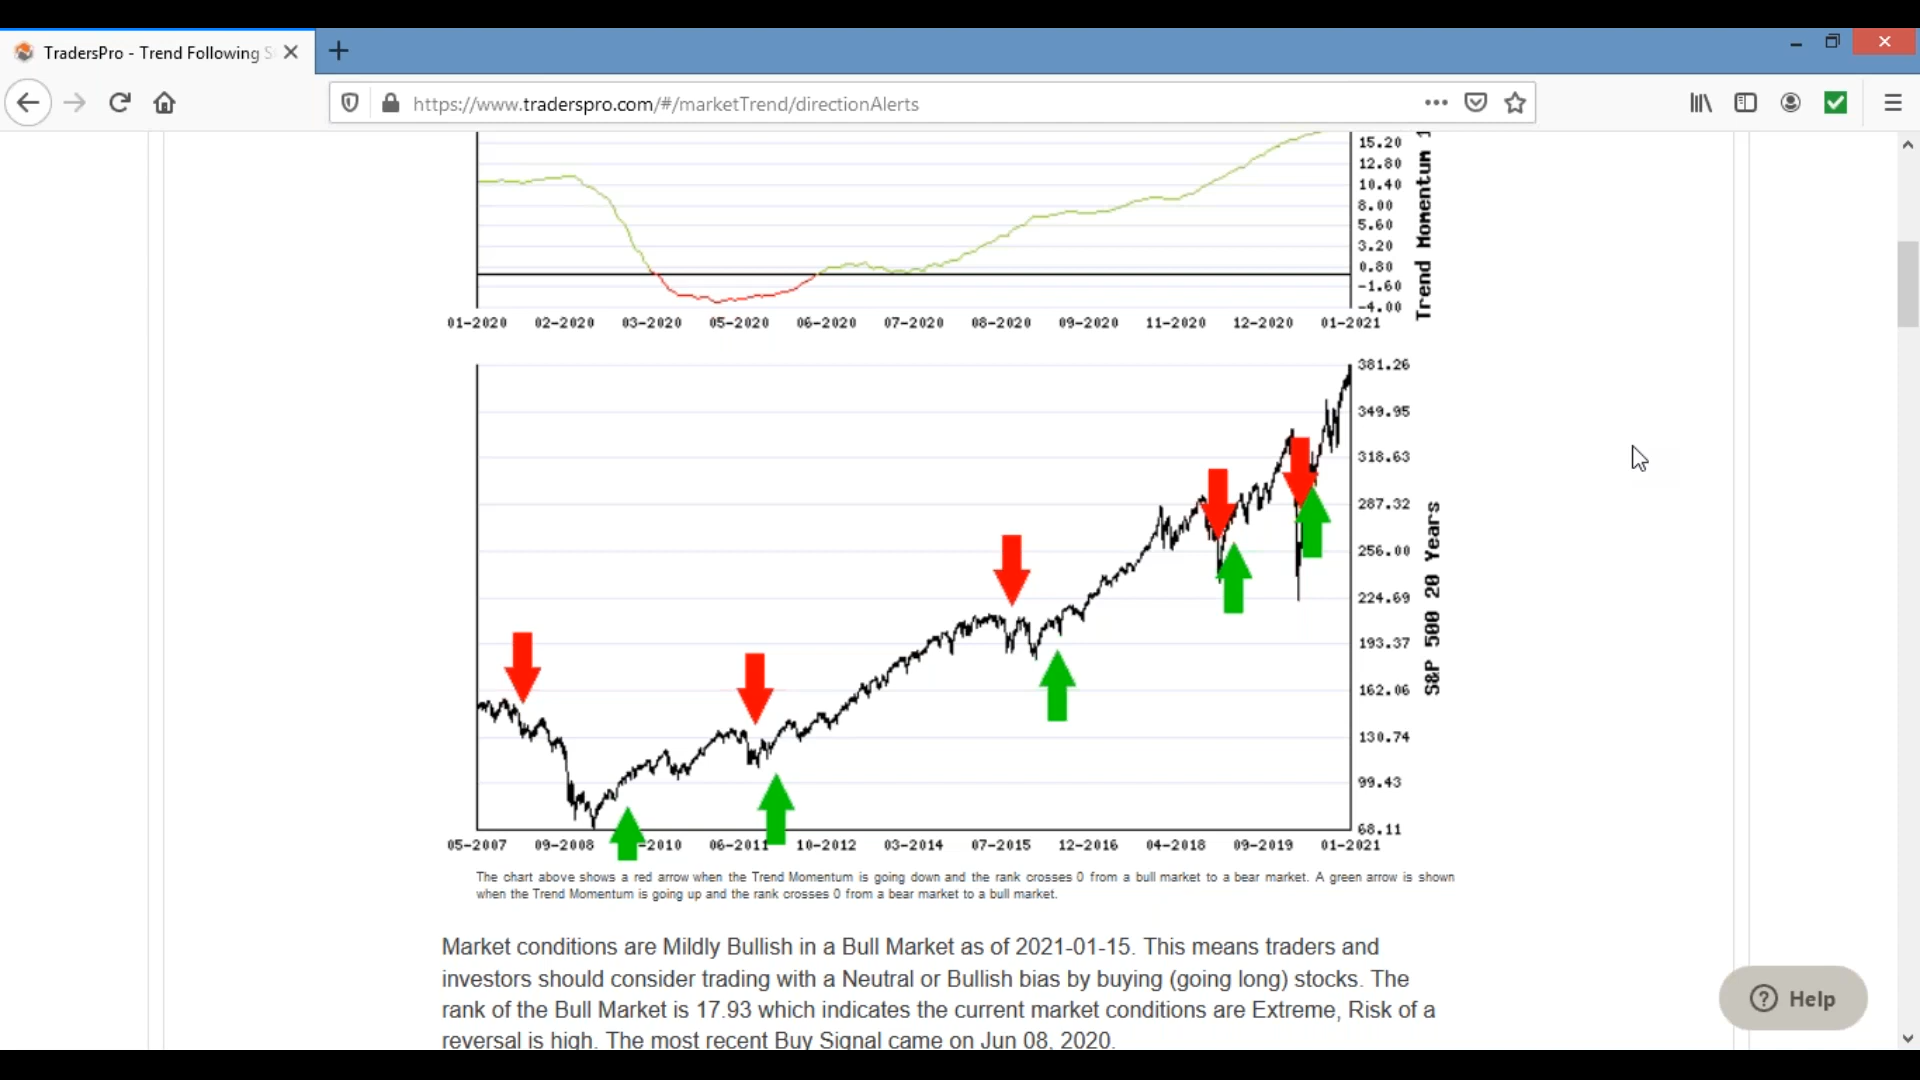 TradersPro - Trend Following S
https://www.traderspro.com/#/marketTrend/directionAlerts
15.20
12.80
10.40
8.00
5.60
3.20
0.80
-1.60
-4.00
Trend Momentum
01-2020 02-2020 03-2020 05-2020 06-2020 07-2020 08-2020 09-2020 11-2020 12-2020 01-2021
381.26
349.95
318.63
287.32
256.00
224.69
193.37
162.06
130.74
99.43
68.11
S&P 500 20 Years
05-2007 09-2008 -2010 06-2011 10-2012 03-2014 07-2015 12-2016 04-2018 09-2019 01-2021
The chart above shows a red arrow when the Trend Momentum is going down and the rank crosses 0 from a bull market to a bear market. A green arrow is shown
when the Trend Momentum is going up and the rank crosses 0 from a bear market to a bull market.
Market conditions are Mildly Bullish in a Bull Market as of 2021-01-15. This means traders and
investors should consider trading with a Neutral or Bullish bias by buying (going long) stocks. The
rank of the Bull Market is 17.93 which indicates the current market conditions are Extreme, Risk of a
reversal is high. The most recent Buy Signal came on Jun 08, 2020.
Help